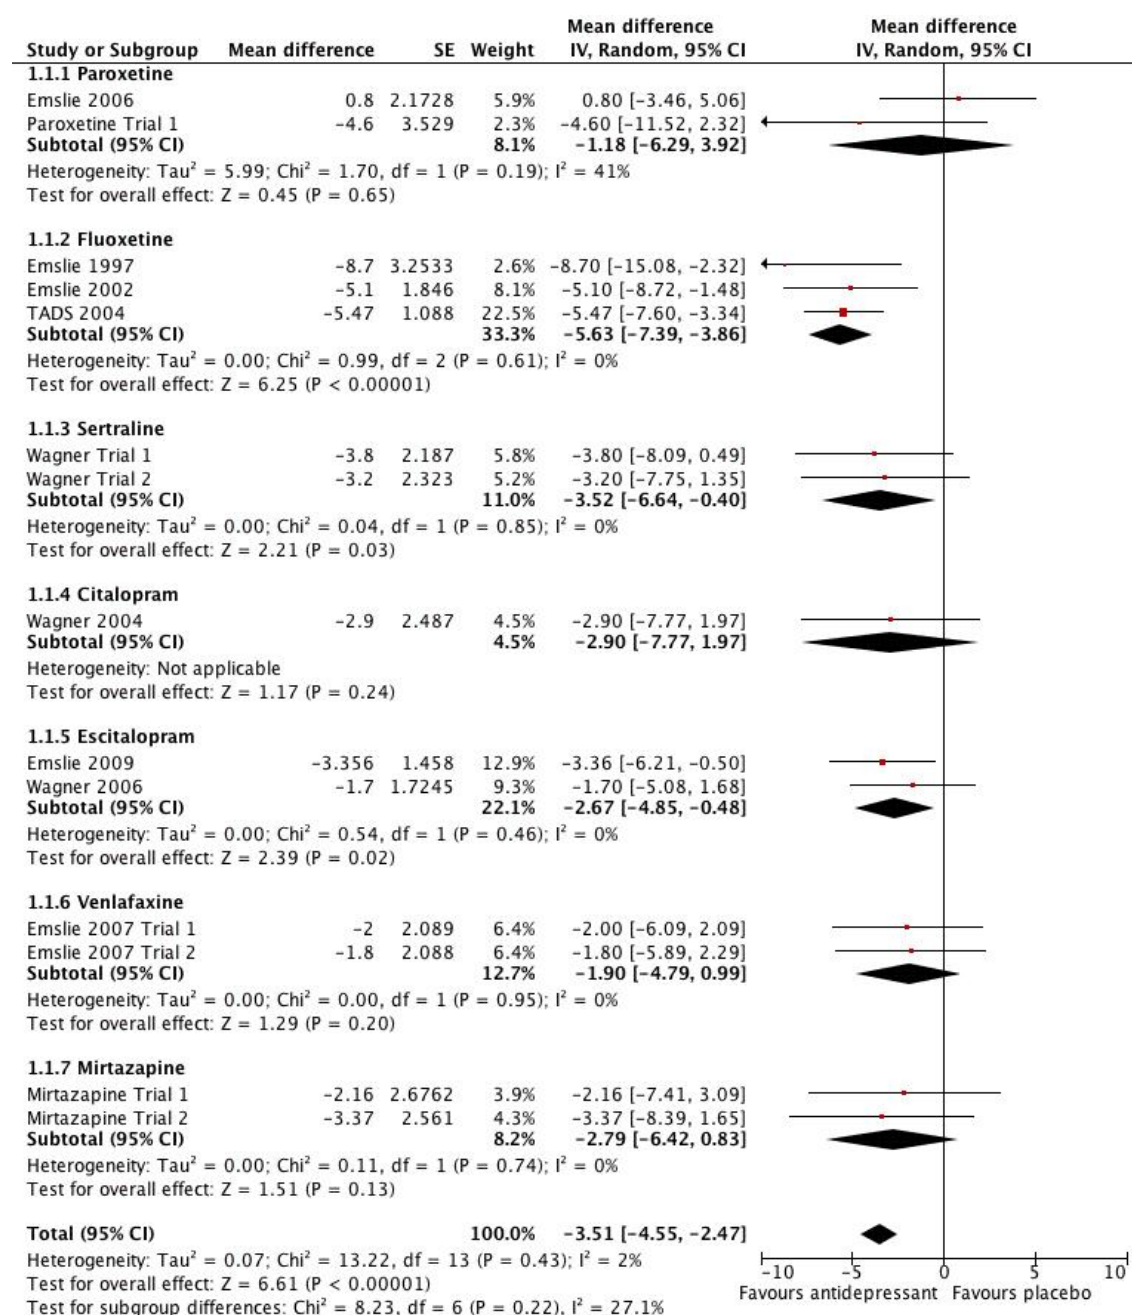 Mean difference Mean difference
Study or Subgroup Mean difference SE Weight IV, Random, 95% CI IV, Random, 95% CI
1.1.1 Paroxetine
Emslie 2006 0.8 2.1728 5.9% 0.80 [−3.46, 5.06]
Paroxetine Trial 1 −4.6 3.529 2.3% −4.60 [−11.52, 2.32]
Subtotal (95% CI) 8.1% −1.18 [−6.29, 3.92]
Heterogeneity: Tau² = 5.99; Chi² = 1.70, df = 1 (P = 0.19); I² = 41%
Test for overall effect: Z = 0.45 (P = 0.65)
1.1.2 Fluoxetine
Emslie 1997 −8.7 3.2533 2.6% −8.70 [−15.08, −2.32]
Emslie 2002 −5.1 1.846 8.1% −5.10 [−8.72, −1.48]
TADS 2004 −5.47 1.088 22.5% −5.47 [−7.60, −3.34]
Subtotal (95% CI) 33.3% −5.63 [−7.39, −3.86]
Heterogeneity: Tau² = 0.00; Chi² = 0.99, df = 2 (P = 0.61); I² = 0%
Test for overall effect: Z = 6.25 (P < 0.00001)
1.1.3 Sertraline
Wagner Trial 1 −3.8 2.187 5.8% −3.80 [−8.09, 0.49]
Wagner Trial 2 −3.2 2.323 5.2% −3.20 [−7.75, 1.35]
Subtotal (95% CI) 11.0% −3.52 [−6.64, −0.40]
Heterogeneity: Tau² = 0.00; Chi² = 0.04, df = 1 (P = 0.85); I² = 0%
Test for overall effect: Z = 2.21 (P = 0.03)
1.1.4 Citalopram
Wagner 2004 −2.9 2.487 4.5% −2.90 [−7.77, 1.97]
Subtotal (95% CI) 4.5% −2.90 [−7.77, 1.97]
Heterogeneity: Not applicable
Test for overall effect: Z = 1.17 (P = 0.24)
1.1.5 Escitalopram
Emslie 2009 −3.356 1.458 12.9% −3.36 [−6.21, −0.50]
Wagner 2006 −1.7 1.7245 9.3% −1.70 [−5.08, 1.68]
Subtotal (95% CI) 22.1% −2.67 [−4.85, −0.48]
Heterogeneity: Tau² = 0.00; Chi² = 0.54, df = 1 (P = 0.46); I² = 0%
Test for overall effect: Z = 2.39 (P = 0.02)
1.1.6 Venlafaxine
Emslie 2007 Trial 1 −2 2.089 6.4% −2.00 [−6.09, 2.09]
Emslie 2007 Trial 2 −1.8 2.088 6.4% −1.80 [−5.89, 2.29]
Subtotal (95% CI) 12.7% −1.90 [−4.79, 0.99]
Heterogeneity: Tau² = 0.00; Chi² = 0.00, df = 1 (P = 0.95); I² = 0%
Test for overall effect: Z = 1.29 (P = 0.20)
1.1.7 Mirtazapine
Mirtazapine Trial 1 −2.16 2.6762 3.9% −2.16 [−7.41, 3.09]
Mirtazapine Trial 2 −3.37 2.561 4.3% −3.37 [−8.39, 1.65]
Subtotal (95% CI) 8.2% −2.79 [−6.42, 0.83]
Heterogeneity: Tau² = 0.00; Chi² = 0.11, df = 1 (P = 0.74); I² = 0%
Test for overall effect: Z = 1.51 (P = 0.13)
Total (95% CI) 100.0% −3.51 [−4.55, −2.47]
Heterogeneity: Tau² = 0.07; Chi² = 13.22, df = 13 (P = 0.43); I² = 2%
−10 −5 0 5 10
Test for overall effect: Z = 6.61 (P < 0.00001)
Favours antidepressant Favours placebo
Test for subgroup differences: Chi² = 8.23, df = 6 (P = 0.22), I² = 27.1%